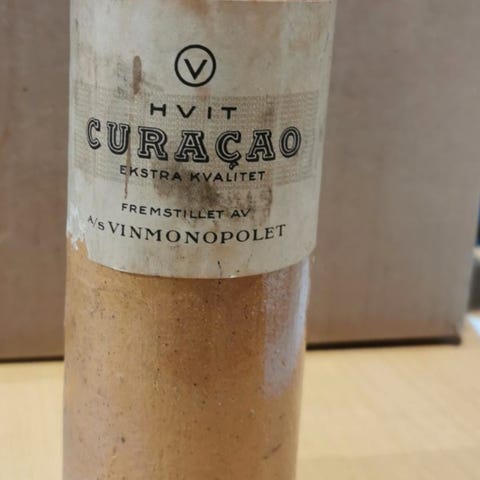 V
HVIT
CURAÇAO
EKSTRA KVALITET
FREMSTILLET AV
A/S VINMONOPOLET